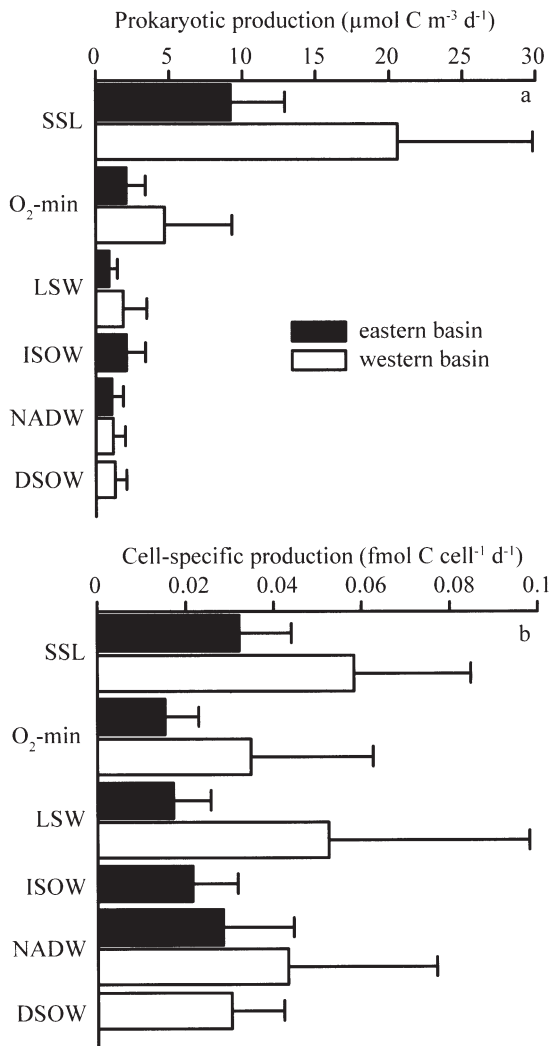 Prokaryotic production (µmol C m⁻³ d⁻¹)
0 5 10 15 20 25 30
a
SSL
O₂-min
LSW
ISOW
NADW
DSOW
eastern basin
western basin
Cell-specific production (fmol C cell⁻¹ d⁻¹)
0 0.02 0.04 0.06 0.08 0.1
b
SSL
O₂-min
LSW
ISOW
NADW
DSOW